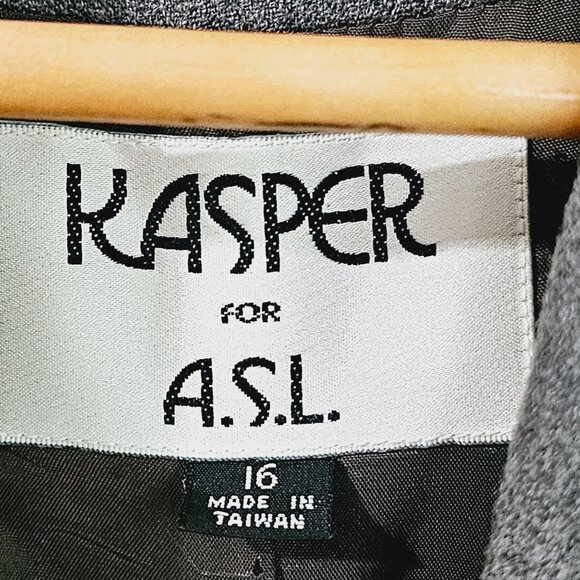 KASPER
FOR
A.S.L.
16
MADE IN
TAIWAN